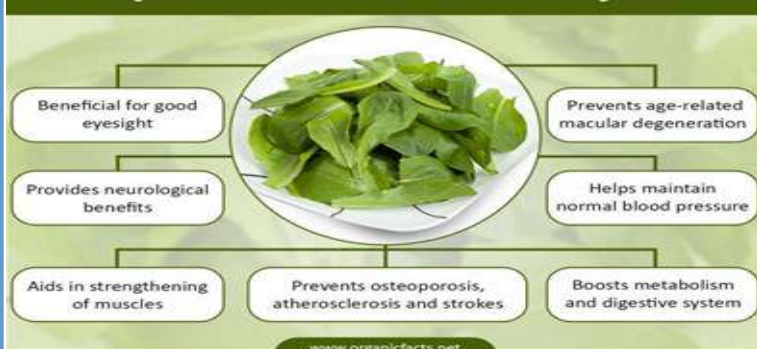 Beneficial for good
eyesight
Prevents age-related
macular degeneration
Provides neurological
benefits
Helps maintain
normal blood pressure
Aids in strengthening
of muscles
Prevents osteoporosis,
atherosclerosis and strokes
Boosts metabolism
and digestive system
www.organicfacts.net